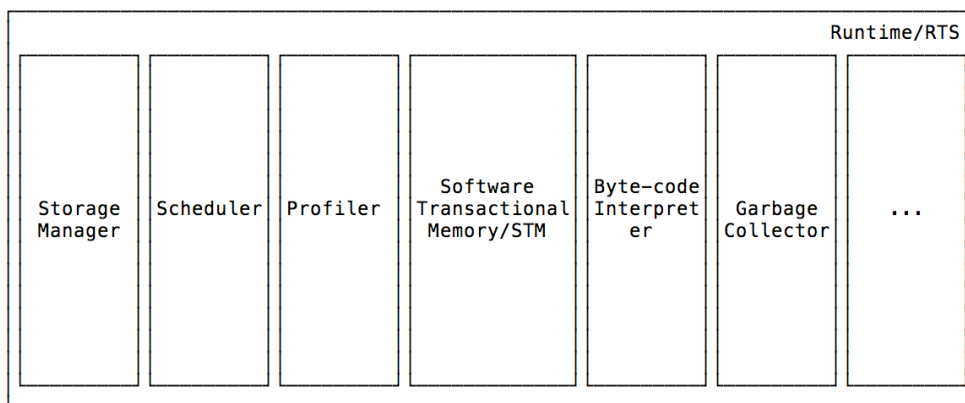 Runtime/RTS
Storage
Manager
Scheduler
Profiler
Software
Transactional
Memory/STM
Byte-code
Interpret
er
Garbage
Collector
...